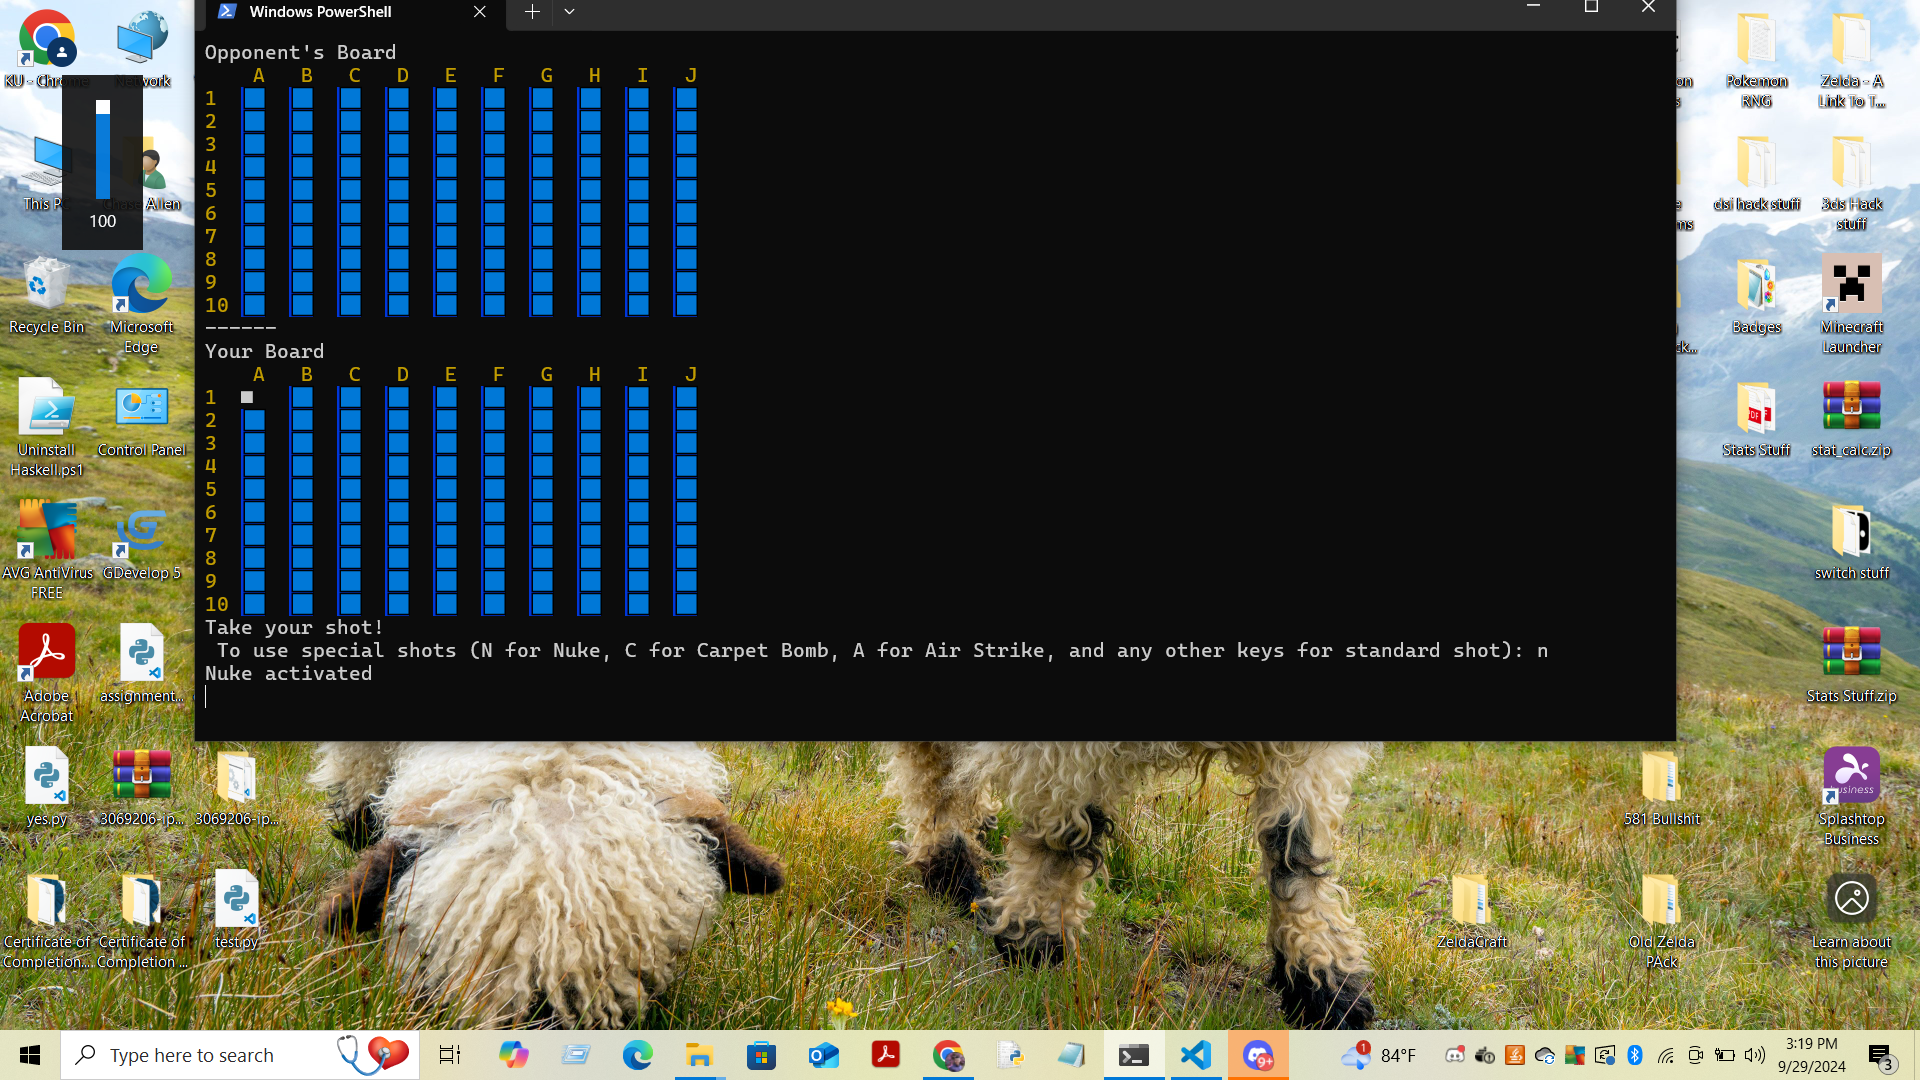 Windows PowerShell
Opponent's Board
A B C D E F G H I J
1
2
3
4
5
6
7
8
9
10
------
Your Board
A B C D E F G H I J
1
2
3
4
5
6
7
8
9
10
Take your shot!
To use special shots (N for Nuke, C for Carpet Bomb, A for Air Strike, and any other keys for standard shot): n
Nuke activated
KU - Chrome
Network
100
This PC
Chase Allen
Recycle Bin
Microsoft
Edge
Uninstall
Haskell.ps1
Control Panel
AVG AntiVirus
FREE
GDevelop 5
Adobe
Acrobat
assignment...
yes.py
3069206-ip...
3069206-ip...
Certificate of
Completion...
Certificate of
Completion ...
test.py
Pokemon
RNG
Zelda - A
Link To T...
dsi hack stuff
3ds Hack
stuff
Badges
Minecraft
Launcher
Stats Stuff
stat_calc.zip
switch stuff
Stats Stuff.zip
581 Bullshit
business
Splashtop
Business
ZeldaCraft
Old Zelda
PAck
Learn about
this picture
Type here to search
9+
1
84°F
3:19 PM
9/29/2024
3